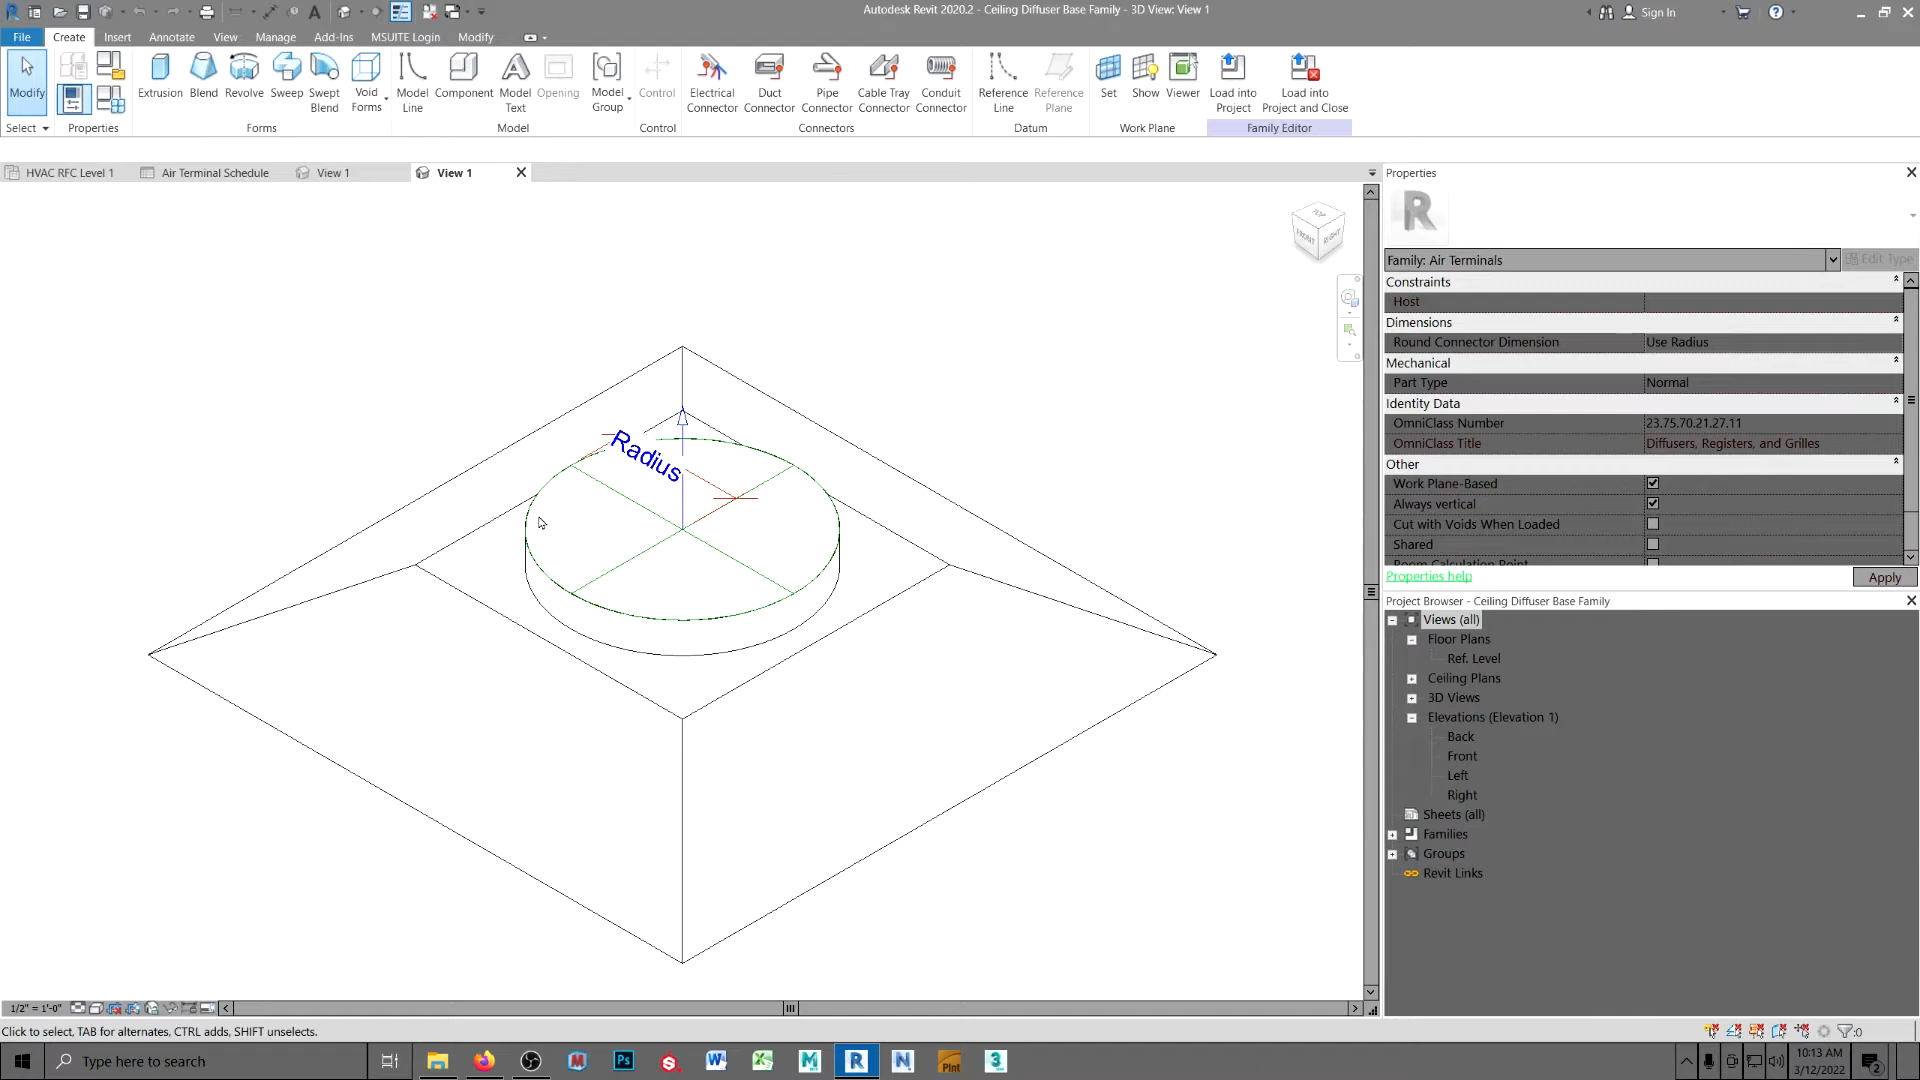 Autodesk Revit 2020.2 - Ceiling Diffuser Base Family - 3D View: View 1
Sign In
File Create Insert Annotate View Manage Add-Ins MSUITE Login Modify
Modify
Extrusion Blend Revolve Sweep Swept Blend Void Forms
Model Line Component Model Text Opening Model Group
Control
Electrical Connector Duct Connector Pipe Connector Cable Tray Connector Conduit Connector
Reference Line Reference Plane
Set Show Viewer
Load into Project Load into Project and Close
Select Properties Forms Model Control Connectors Datum Work Plane Family Editor
HVAC RFC Level 1 Air Terminal Schedule View 1 View 1
TOP
FRONT RIGHT
Radius
Properties
R
Family: Air Terminals Edit Type
Constraints
Host
Dimensions
Round Connector Dimension Use Radius
Mechanical
Part Type Normal
Identity Data
OmniClass Number 23.75.70.21.27.11
OmniClass Title Diffusers, Registers, and Grilles
Other
Work Plane-Based
Always vertical
Cut with Voids When Loaded
Shared
Room Calculation Point
Properties help Apply
Project Browser - Ceiling Diffuser Base Family
Views (all)
Floor Plans
Ref. Level
Ceiling Plans
3D Views
Elevations (Elevation 1)
Back
Front
Left
Right
Sheets (all)
Families
Groups
Revit Links
1/2" = 1'-0"
Click to select, TAB for alternates, CTRL adds, SHIFT unselects.
:0
Type here to search
10:13 AM
3/12/2022
2